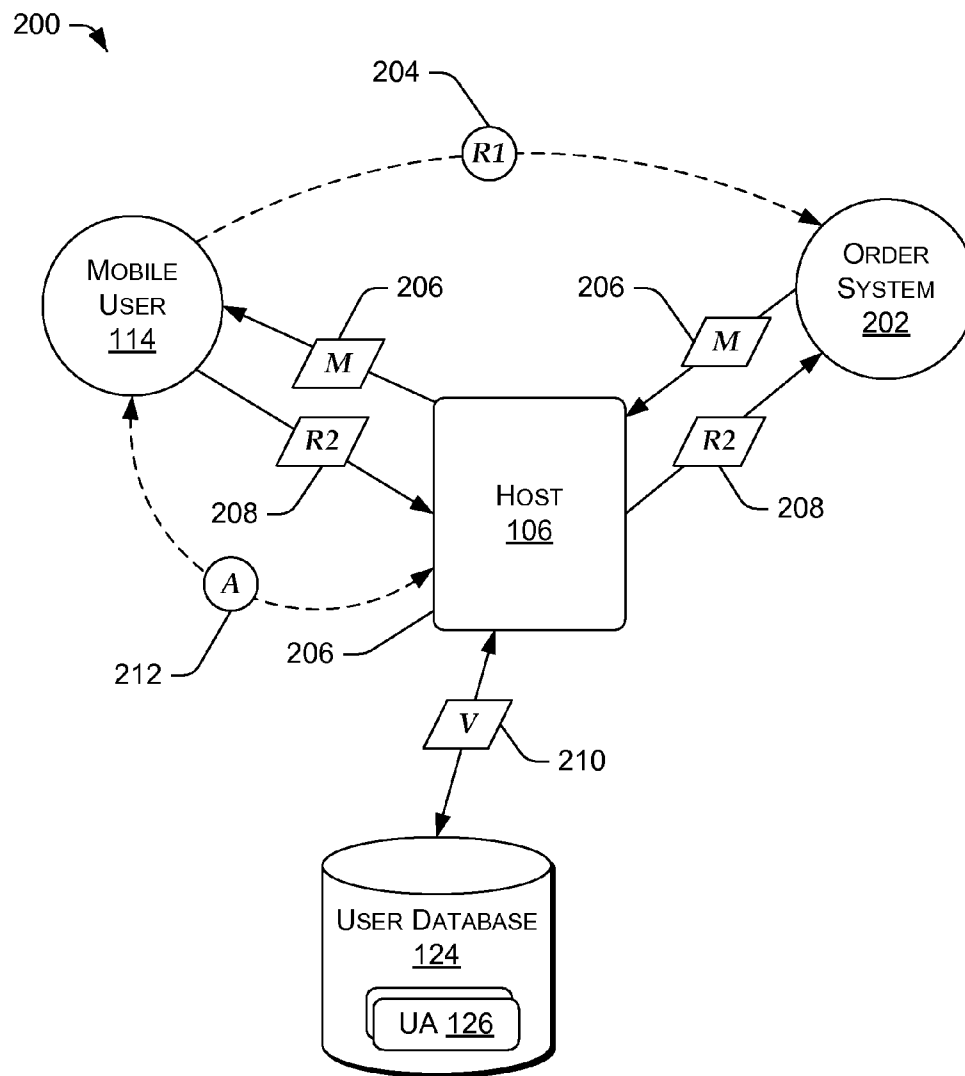 200
204
R1
MOBILE
USER
114
ORDER
SYSTEM
202
206
206
M
M
R2
R2
208
208
HOST
106
A
212
206
V
210
USER DATABASE
124
UA 126